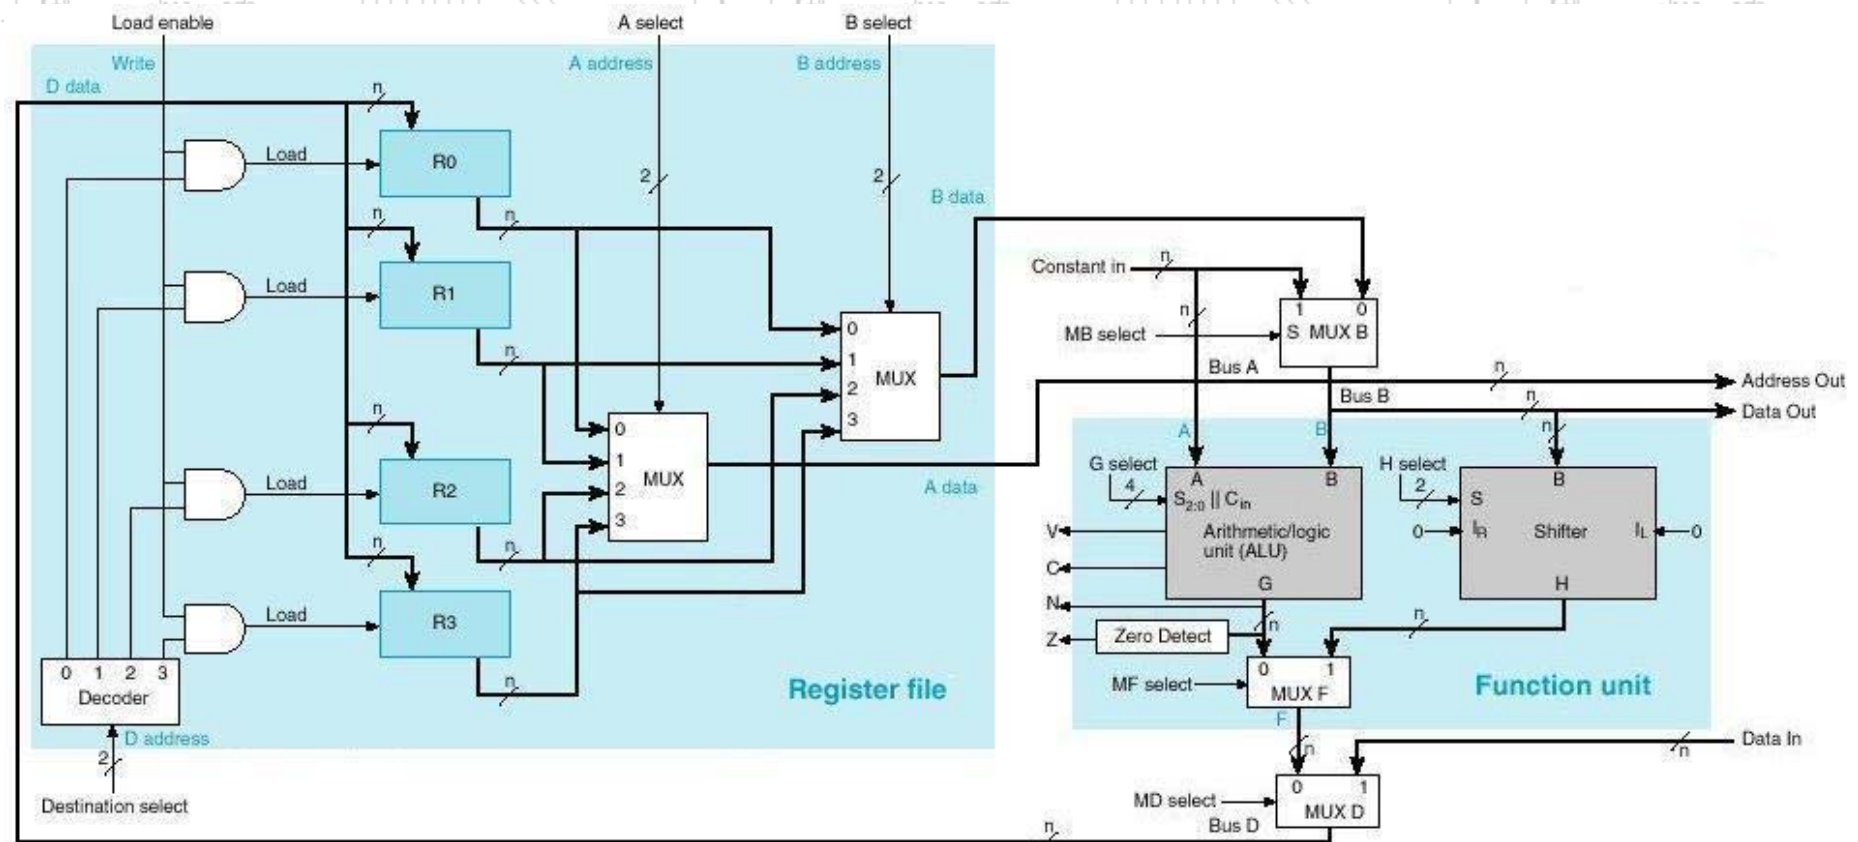 Load enable
A select
B select
Write
A address
B address
D data
n
Load
R0
2
2
n
n
B data
Load
R1
n
Constant in
n
n
1 0
S MUX B
MB select
0
1
2
3
MUX
Bus A
n
Address Out
Bus B
n
Data Out
n
n
Load
R2
n
0
1
2
3
MUX
A data
A
B
G select
4
A
B
S2:0 || Cin
Arithmetic/logic
unit (ALU)
G
H select
2
B
S
0
IR
Shifter
IL
0
H
V
C
N
Z
Zero Detect
n
n
n
Load
R3
n
0 1 2 3
Decoder
D address
2
Destination select
Register file
0 1
MUX F
MF select
F
Function unit
n
Data In
n
0 1
MUX D
MD select
Bus D
n